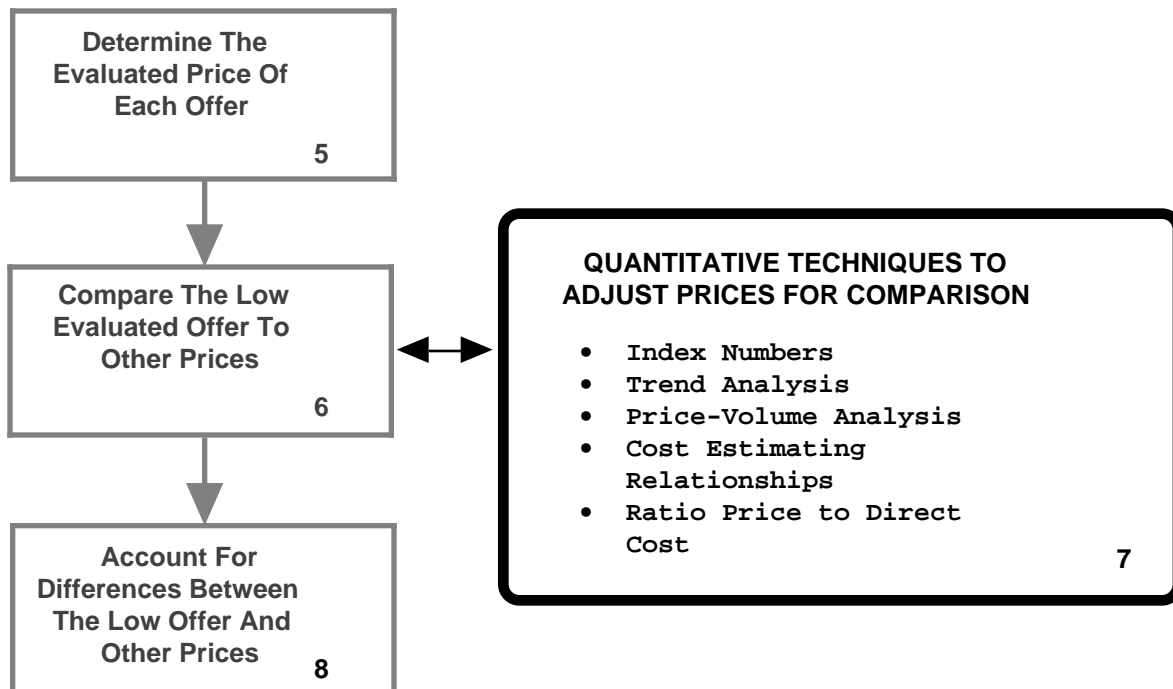 Determine The
Evaluated Price Of
Each Offer
5
Compare The Low
Evaluated Offer To
Other Prices
6
QUANTITATIVE TECHNIQUES TO
ADJUST PRICES FOR COMPARISON
• Index Numbers
• Trend Analysis
• Price-Volume Analysis
• Cost Estimating
Relationships
• Ratio Price to Direct
Cost
7
Account For
Differences Between
The Low Offer And
Other Prices
8